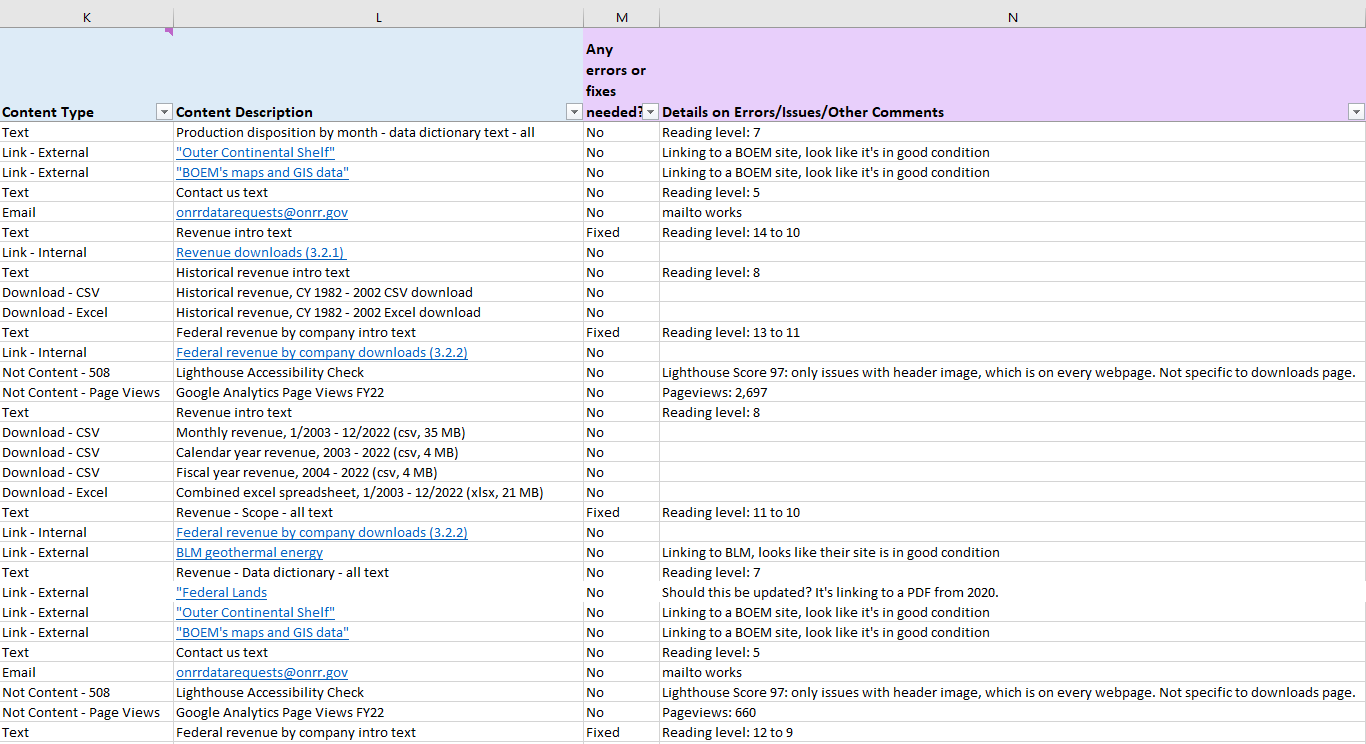 K L M N
Any
errors or
fixes
Content Type Content Description needed? Details on Errors/Issues/Other Comments
Text Production disposition by month - data dictionary text - all No Reading level: 7
Link - External "Outer Continental Shelf" No Linking to a BOEM site, look like it's in good condition
Link - External "BOEM's maps and GIS data" No Linking to a BOEM site, look like it's in good condition
Text Contact us text No Reading level: 5
Email onrrdatarequests@onrr.gov No mailto works
Text Revenue intro text Fixed Reading level: 14 to 10
Link - Internal Revenue downloads (3.2.1) No
Text Historical revenue intro text No Reading level: 8
Download - CSV Historical revenue, CY 1982 - 2002 CSV download No
Download - Excel Historical revenue, CY 1982 - 2002 Excel download No
Text Federal revenue by company intro text Fixed Reading level: 13 to 11
Link - Internal Federal revenue by company downloads (3.2.2) No
Not Content - 508 Lighthouse Accessibility Check No Lighthouse Score 97: only issues with header image, which is on every webpage. Not specific to downloads page.
Not Content - Page Views Google Analytics Page Views FY22 No Pageviews: 2,697
Text Revenue intro text No Reading level: 8
Download - CSV Monthly revenue, 1/2003 - 12/2022 (csv, 35 MB) No
Download - CSV Calendar year revenue, 2003 - 2022 (csv, 4 MB) No
Download - CSV Fiscal year revenue, 2004 - 2022 (csv, 4 MB) No
Download - Excel Combined excel spreadsheet, 1/2003 - 12/2022 (xlsx, 21 MB) No
Text Revenue - Scope - all text Fixed Reading level: 11 to 10
Link - Internal Federal revenue by company downloads (3.2.2) No
Link - External BLM geothermal energy No Linking to BLM, looks like their site is in good condition
Text Revenue - Data dictionary - all text No Reading level: 7
Link - External "Federal Lands No Should this be updated? It's linking to a PDF from 2020.
Link - External "Outer Continental Shelf" No Linking to a BOEM site, look like it's in good condition
Link - External "BOEM's maps and GIS data" No Linking to a BOEM site, look like it's in good condition
Text Contact us text No Reading level: 5
Email onrrdatarequests@onrr.gov No mailto works
Not Content - 508 Lighthouse Accessibility Check No Lighthouse Score 97: only issues with header image, which is on every webpage. Not specific to downloads page.
Not Content - Page Views Google Analytics Page Views FY22 No Pageviews: 660
Text Federal revenue by company intro text Fixed Reading level: 12 to 9